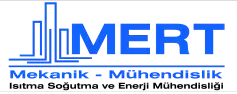 MERT
Mekanik - Mühendislik
Isıtma Soğutma ve Enerji Mühendisliği